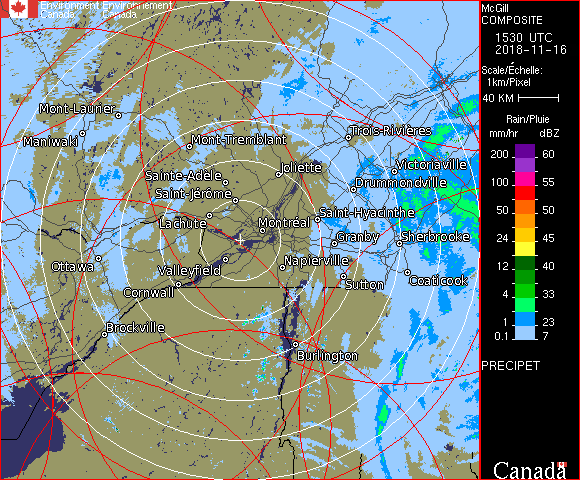 Environment Environnement
Canada Canada
McGill
COMPOSITE
1530 UTC
2018-11-16
Scale/Échelle:
1km/Pixel
40 KM
Rain/Pluie
mm/hr dBZ
200 60
100 55
50 50
24 45
12 40
4 33
1 23
0.1 7
PRECIPET
Canada
Mont-Laurier
Maniwaki
Mont-Tremblant
Trois-Rivières
Joliette
Victoriaville
Sainte-Adèle
Drummondville
Saint-Jérôme
Saint-Hyacinthe
Lachute
Montréal
Granby
Sherbrooke
Ottawa
Valleyfield
Napierville
Coaticook
Cornwall
Sutton
Brockville
Burlington